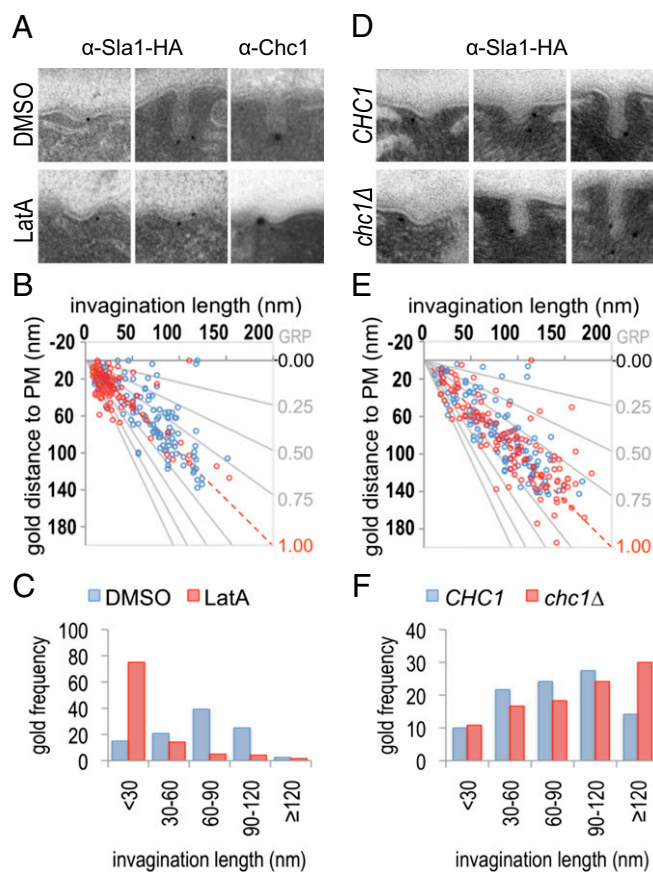 A
α-Sla1-HA α-Chc1
DMSO
LatA
B
invagination length (nm)
0 50 100 150 200
GRP
-20
20
60
100
140
180
gold distance to PM (nm)
0.00
0.25
0.50
0.75
1.00
C
DMSO LatA
100
80
60
40
20
0
gold frequency
<30 30-60 60-90 90-120 ≥120
invagination length (nm)
D
α-Sla1-HA
CHC1
chc1Δ
E
invagination length (nm)
0 50 100 150 200
GRP
-20
20
60
100
140
180
gold distance to PM (nm)
0.00
0.25
0.50
0.75
1.00
F
CHC1 chc1Δ
40
30
20
10
0
gold frequency
<30 30-60 60-90 90-120 ≥120
invagination length (nm)